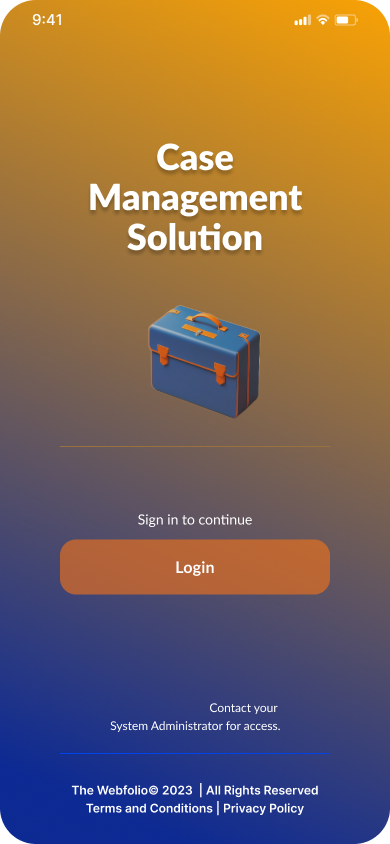 9:41
Case
Management
Solution
Sign in to continue
Login
Contact your
System Administrator for access.
The Webfolio© 2023 | All Rights Reserved
Terms and Conditions | Privacy Policy